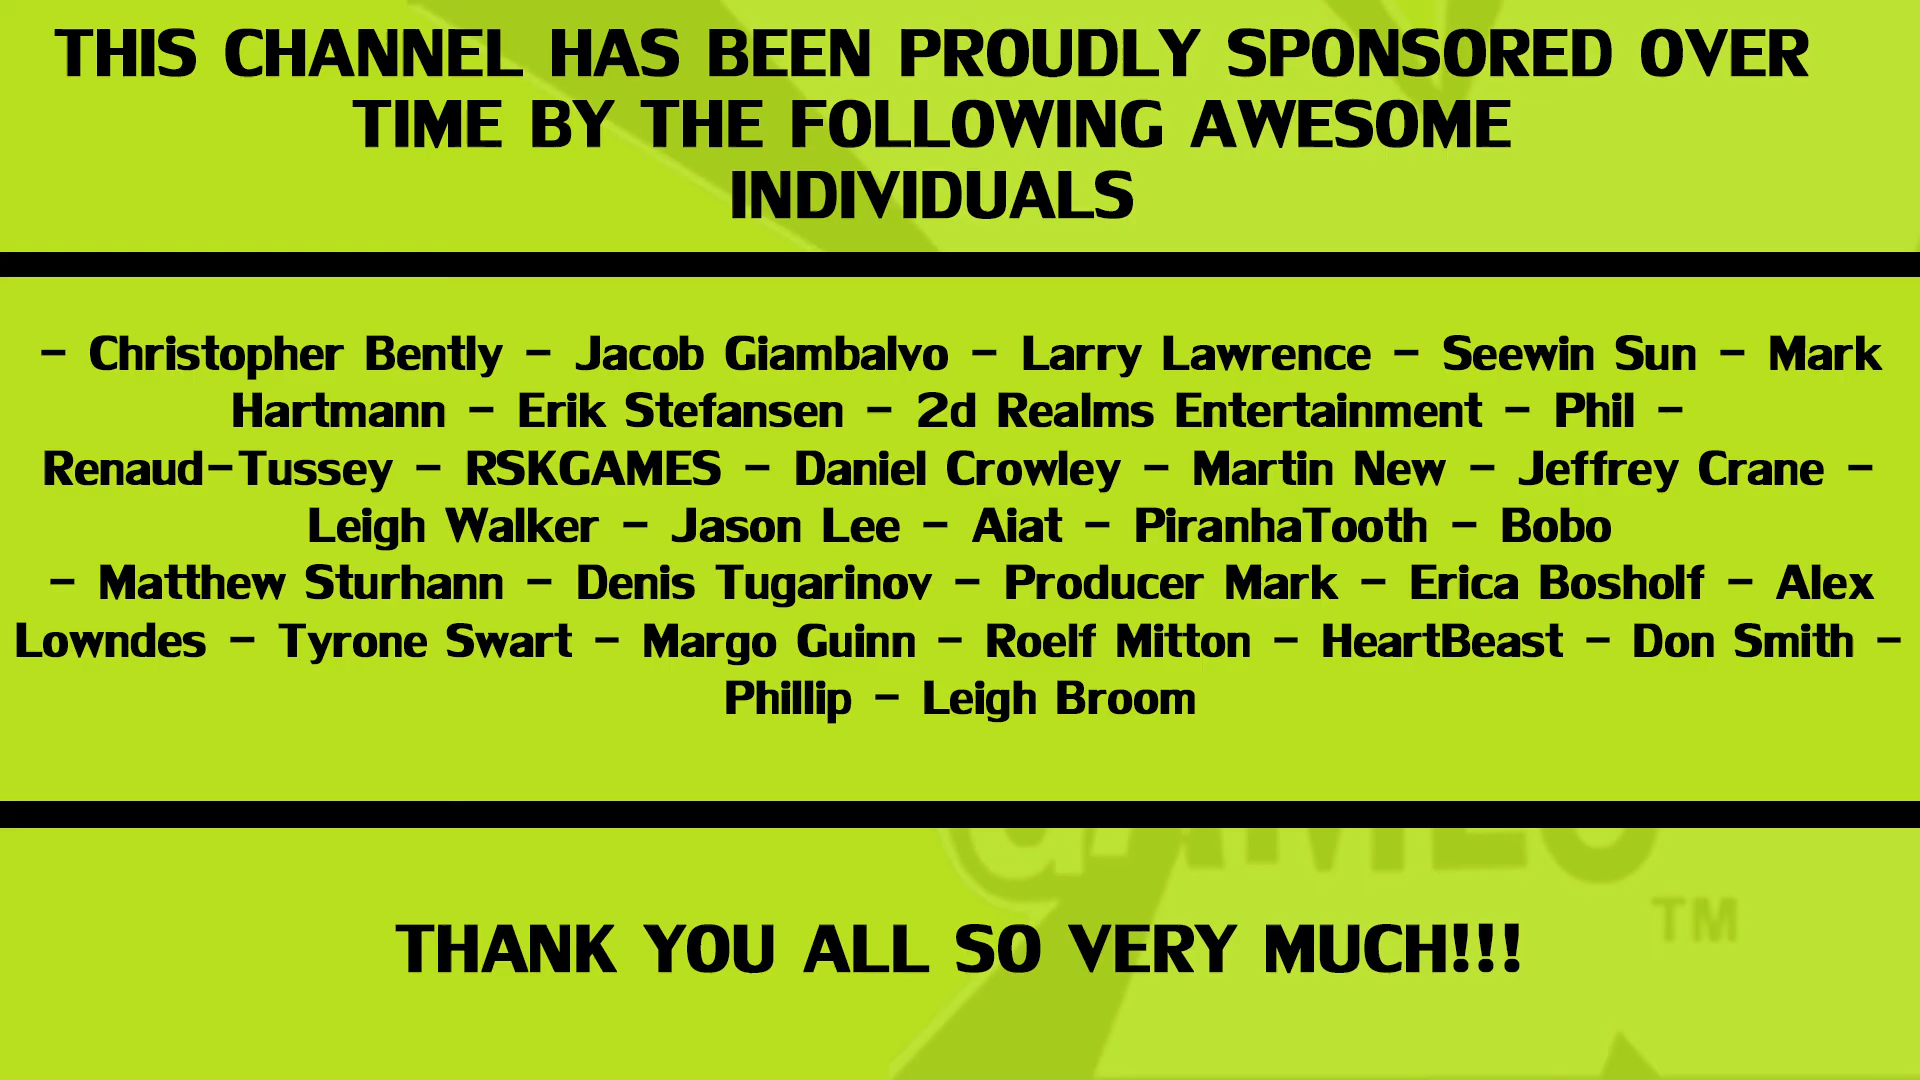 THIS CHANNEL HAS BEEN PROUDLY SPONSORED OVER
TIME BY THE FOLLOWING AWESOME
INDIVIDUALS
- Christopher Bently - Jacob Giambalvo - Larry Lawrence - Seewin Sun - Mark
Hartmann - Erik Stefansen - 2d Realms Entertainment - Phil -
Renaud-Tussey - RSKGAMES - Daniel Crowley - Martin New - Jeffrey Crane -
Leigh Walker - Jason Lee - Aiat - PiranhaTooth - Bobo
- Matthew Sturhann - Denis Tugarinov - Producer Mark - Erica Bosholf - Alex
Lowndes - Tyrone Swart - Margo Guinn - Roelf Mitton - HeartBeast - Don Smith -
Phillip - Leigh Broom
GAMES
TM
THANK YOU ALL SO VERY MUCH!!!